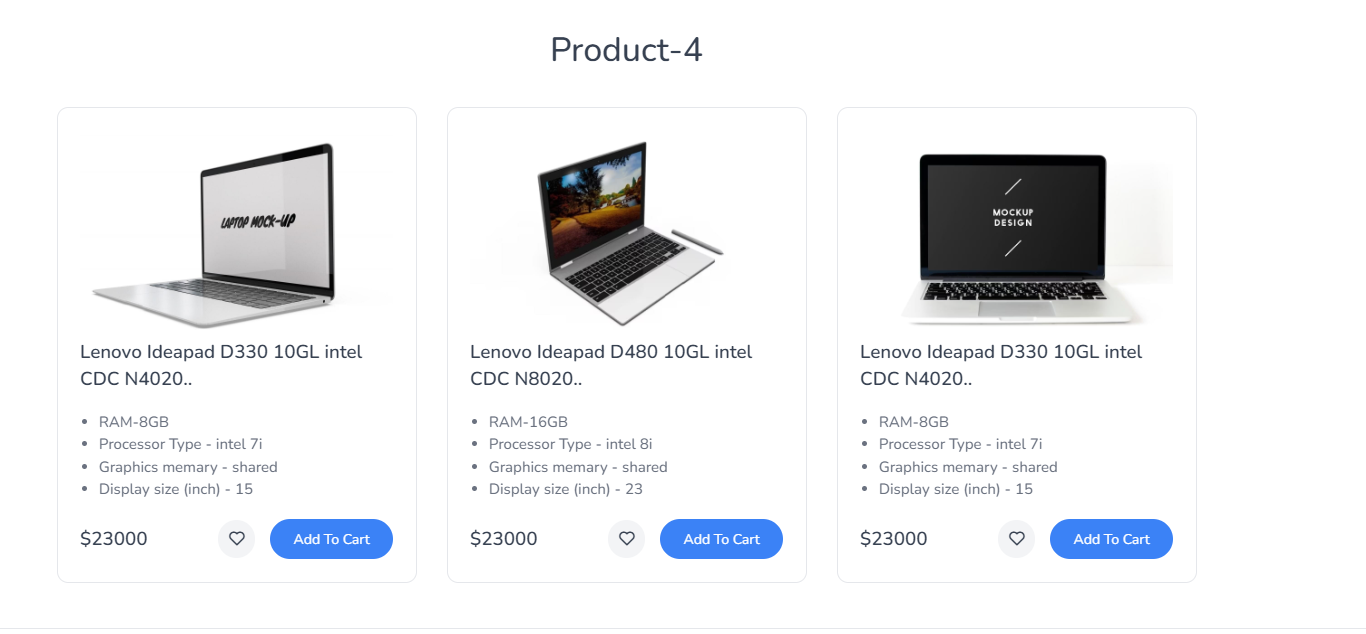 Product-4
LAPTOP MOCK-UP
Lenovo Ideapad D330 10GL intel
CDC N4020..
RAM-8GB
Processor Type - intel 7i
Graphics memary - shared
Display size (inch) - 15
$23000
Add To Cart
Lenovo Ideapad D480 10GL intel
CDC N8020..
RAM-16GB
Processor Type - intel 8i
Graphics memary - shared
Display size (inch) - 23
$23000
Add To Cart
MOCKUP
DESIGN
Lenovo Ideapad D330 10GL intel
CDC N4020..
RAM-8GB
Processor Type - intel 7i
Graphics memary - shared
Display size (inch) - 15
$23000
Add To Cart